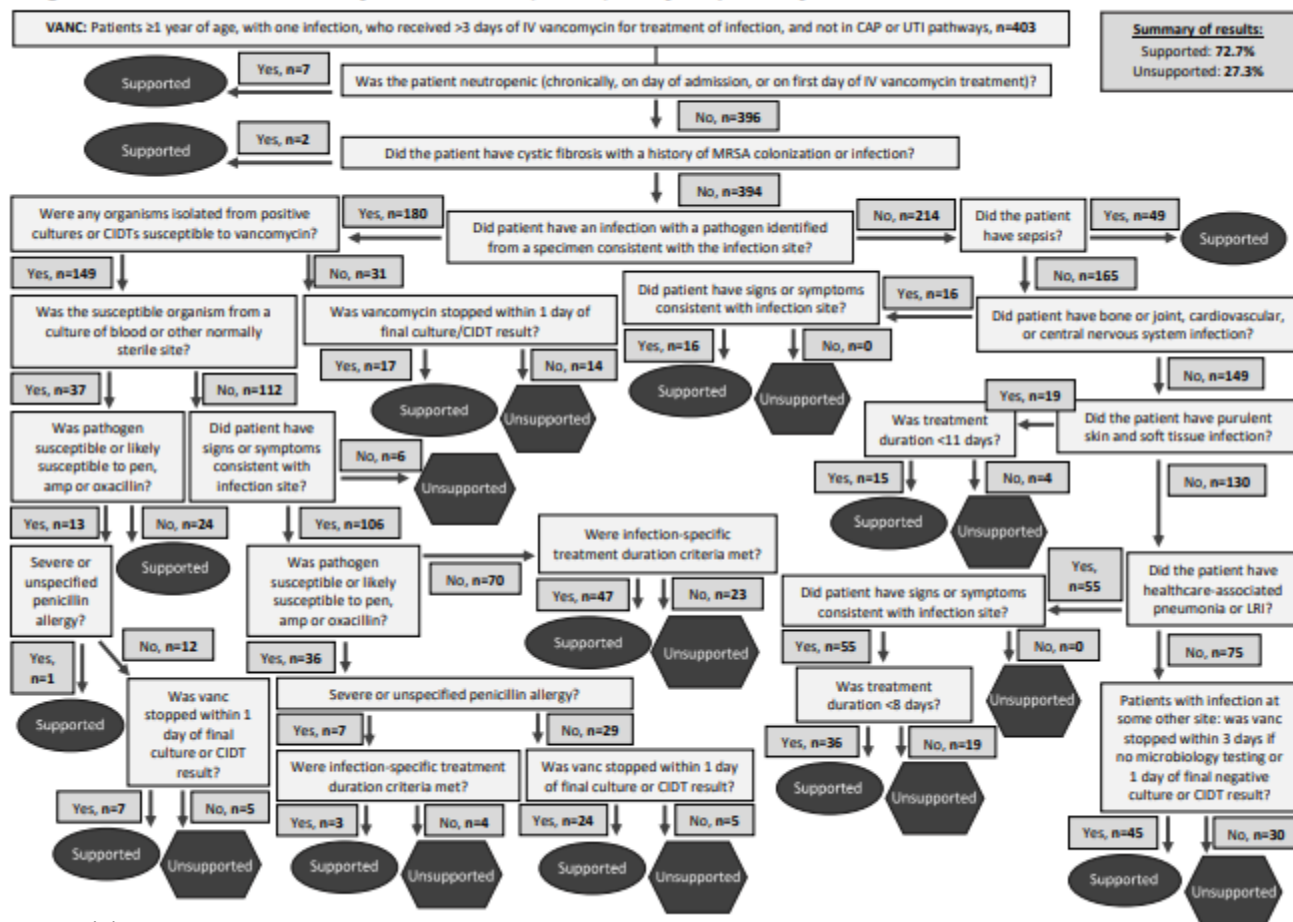 VANC: Patients ≥1 year of age, with one infection, who received >3 days of IV vancomycin for treatment of infection, and not in CAP or UTI pathways, n=403
Summary of results:
Supported: 72.7%
Unsupported: 27.3%
Supported
Yes, n=7
Was the patient neutropenic (chronically, on day of admission, or on first day of IV vancomycin treatment)?
No, n=396
Supported
Yes, n=2
Did the patient have cystic fibrosis with a history of MRSA colonization or infection?
No, n=394
Were any organisms isolated from positive
cultures or CIDTs susceptible to vancomycin?
Yes, n=180
Did patient have an infection with a pathogen identified
from a specimen consistent with the infection site?
No, n=214
Did the patient
have sepsis?
Yes, n=49
Supported
Yes, n=149
No, n=31
No, n=165
Was the susceptible organism from a
culture of blood or other normally
sterile site?
Was vancomycin stopped within 1 day of
final culture/CIDT result?
Did patient have signs or symptoms
consistent with infection site?
Yes, n=16
Did patient have bone or joint, cardiovascular,
or central nervous system infection?
Yes, n=17
No, n=14
Supported
Unsupported
Yes, n=16
No, n=0
Supported
Unsupported
No, n=149
Yes, n=37
No, n=112
Was pathogen
susceptible or likely
susceptible to pen,
amp or oxacillin?
Did patient have
signs or symptoms
consistent with
infection site?
No, n=6
Unsupported
Was treatment
duration <11 days?
Yes, n=19
Did the patient have purulent
skin and soft tissue infection?
Yes, n=15
No, n=4
Supported
Unsupported
No, n=130
Yes, n=13
No, n=24
Supported
Yes, n=106
Severe or
unspecified
penicillin
allergy?
Was pathogen
susceptible or likely
susceptible to pen,
amp or oxacillin?
No, n=70
Were infection-specific
treatment duration criteria met?
Yes, n=47
No, n=23
Supported
Unsupported
Did patient have signs or symptoms
consistent with infection site?
Yes,
n=55
Did the patient have
healthcare-associated
pneumonia or LRI?
Yes,
n=1
No, n=12
Supported
Was vanc
stopped within 1
day of final
culture or CIDT
result?
Yes, n=7
No, n=5
Supported
Unsupported
Yes, n=36
Severe or unspecified penicillin allergy?
Yes, n=7
No, n=29
Were infection-specific treatment
duration criteria met?
Was vanc stopped within 1 day
of final culture or CIDT result?
Yes, n=3
No, n=4
Supported
Unsupported
Yes, n=24
No, n=5
Supported
Unsupported
Yes, n=55
No, n=0
Unsupported
Was treatment
duration <8 days?
Yes, n=36
No, n=19
Supported
Unsupported
No, n=75
Patients with infection at
some other site: was vanc
stopped within 3 days if
no microbiology testing or
1 day of final negative
culture or CIDT result?
Yes, n=45
No, n=30
Supported
Unsupported